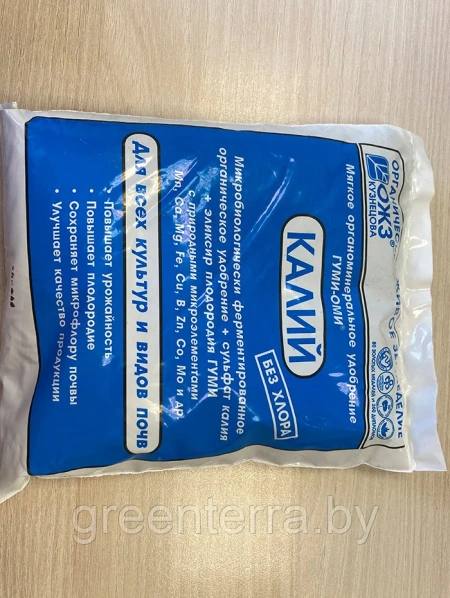 ОЖЗ®
КУЗНЕЦОВА
Мягкое органоминеральное удобрение
ГУМИ-ОМИ®
КАЛИЙ
БЕЗ ХЛОРА
Микробиологически ферментированное
органическое удобрение + сульфат калия
+ эликсир плодородия ГУМИ
с природными микроэлементами
Mn, Ca, Mg, Fe, Cu, B, Zn, Co, Mo и др.
Для всех культур и видов почв
• Повышает урожайность
• Повышает плодородие
• Сохраняет микрофлору почвы
• Улучшает качество продукции
greenterra.by